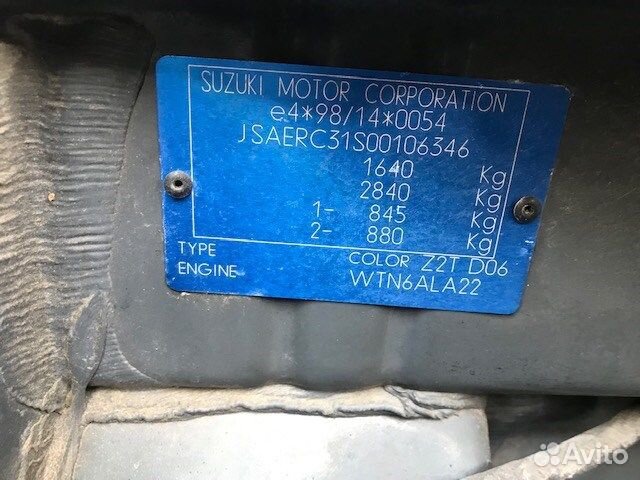 SUZUKI MOTOR CORPORATION
e4*98/14*0054
JSAERC31S00106346
1640 Kg
2840 Kg
1- 845 Kg
2- 880 Kg
TYPE COLOR Z2T D06
ENGINE WTN6ALA22
Avito